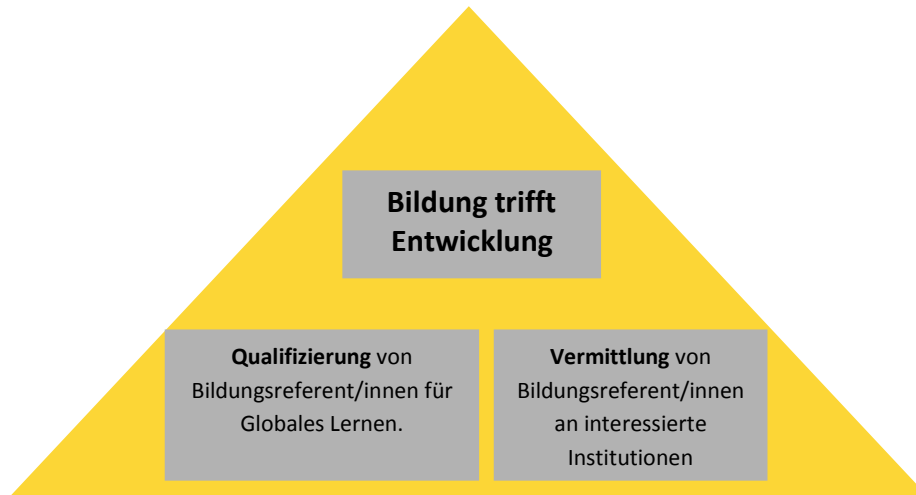 Bildung trifft
Entwicklung
Qualifizierung von
Bildungsreferent/innen für
Globales Lernen.
Vermittlung von
Bildungsreferent/innen
an interessierte
Institutionen